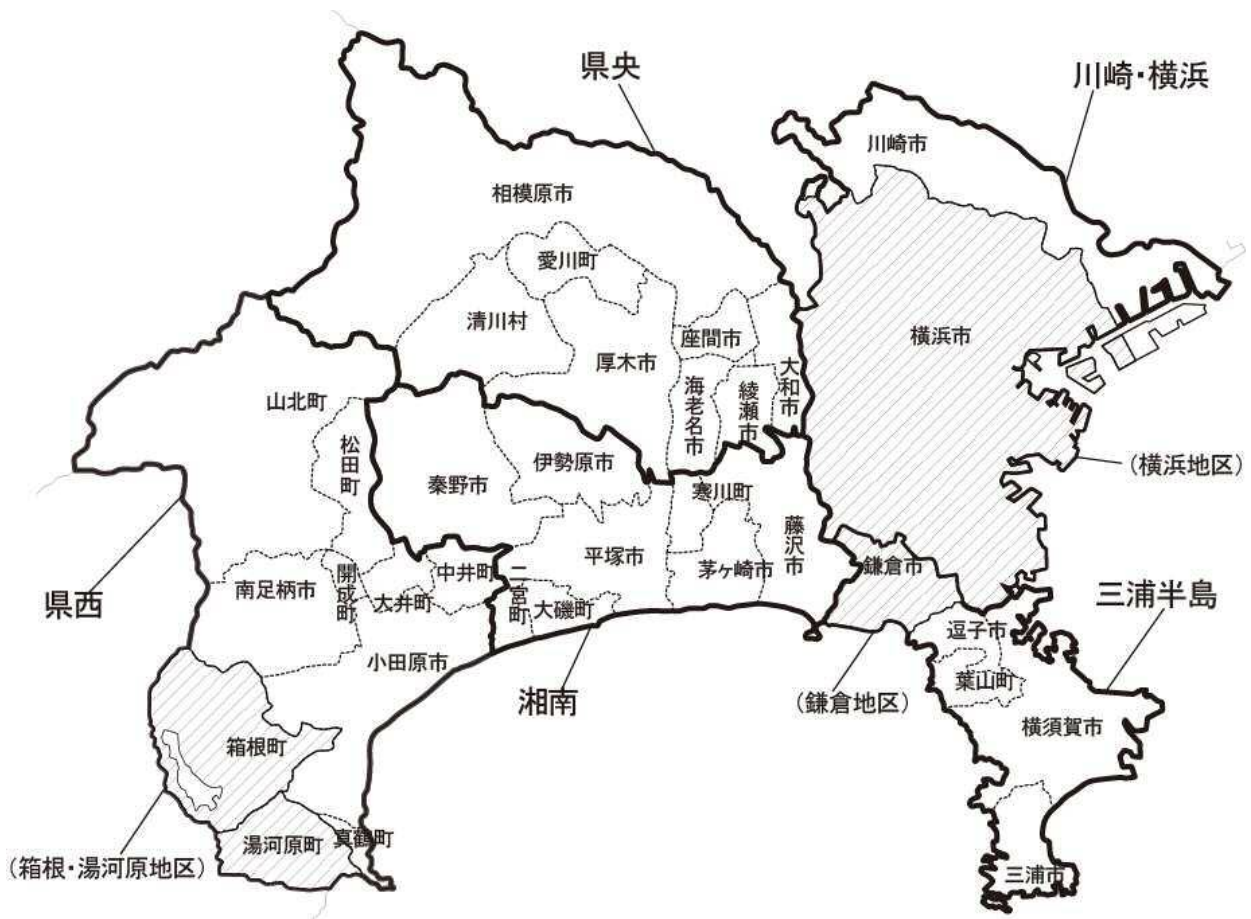 県央
川崎・横浜
川崎市
相模原市
愛川町
清川村
座間市
横浜市
厚木市
大和市
海老名市
綾瀬市
山北町
松田町
伊勢原市
(横浜地区)
秦野市
寒川町
藤沢市
平塚市
鎌倉市
中井町
茅ヶ崎市
南足柄市
開成町
二宮町
県西
大井町
大磯町
三浦半島
逗子市
小田原市
葉山町
湘南
(鎌倉地区)
横須賀市
箱根町
湯河原町
真鶴町
(箱根・湯河原地区)
三浦市